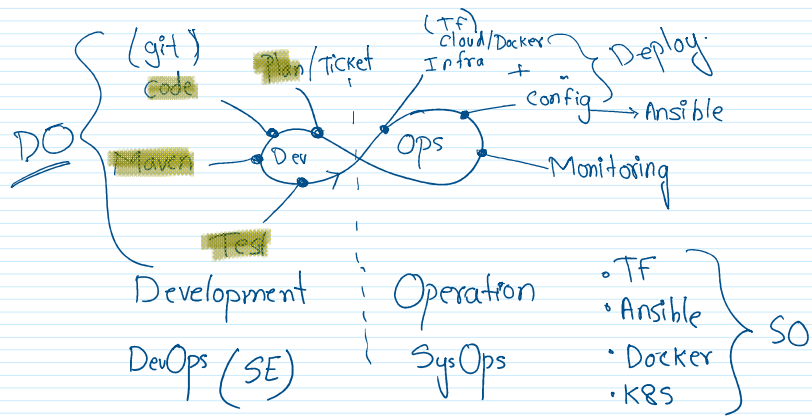 (git)
Code
Plan/Ticket
(TF)
Cloud/Docker
Infra
+
Config
Deploy.
Ansible
DO
Maven
Dev
Ops
Monitoring
Test
Development
Operation
DevOps (SE)
SysOps
• TF
• Ansible
• Docker
• K8S
SO